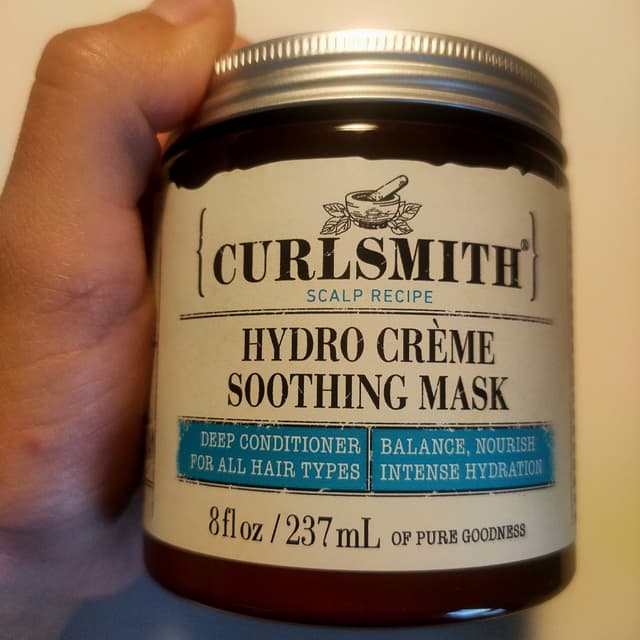 CURLSMITH®
SCALP RECIPE
HYDRO CRÈME
SOOTHING MASK
DEEP CONDITIONER
FOR ALL HAIR TYPES
BALANCE, NOURISH
INTENSE HYDRATION
8 fl oz / 237 mL OF PURE GOODNESS